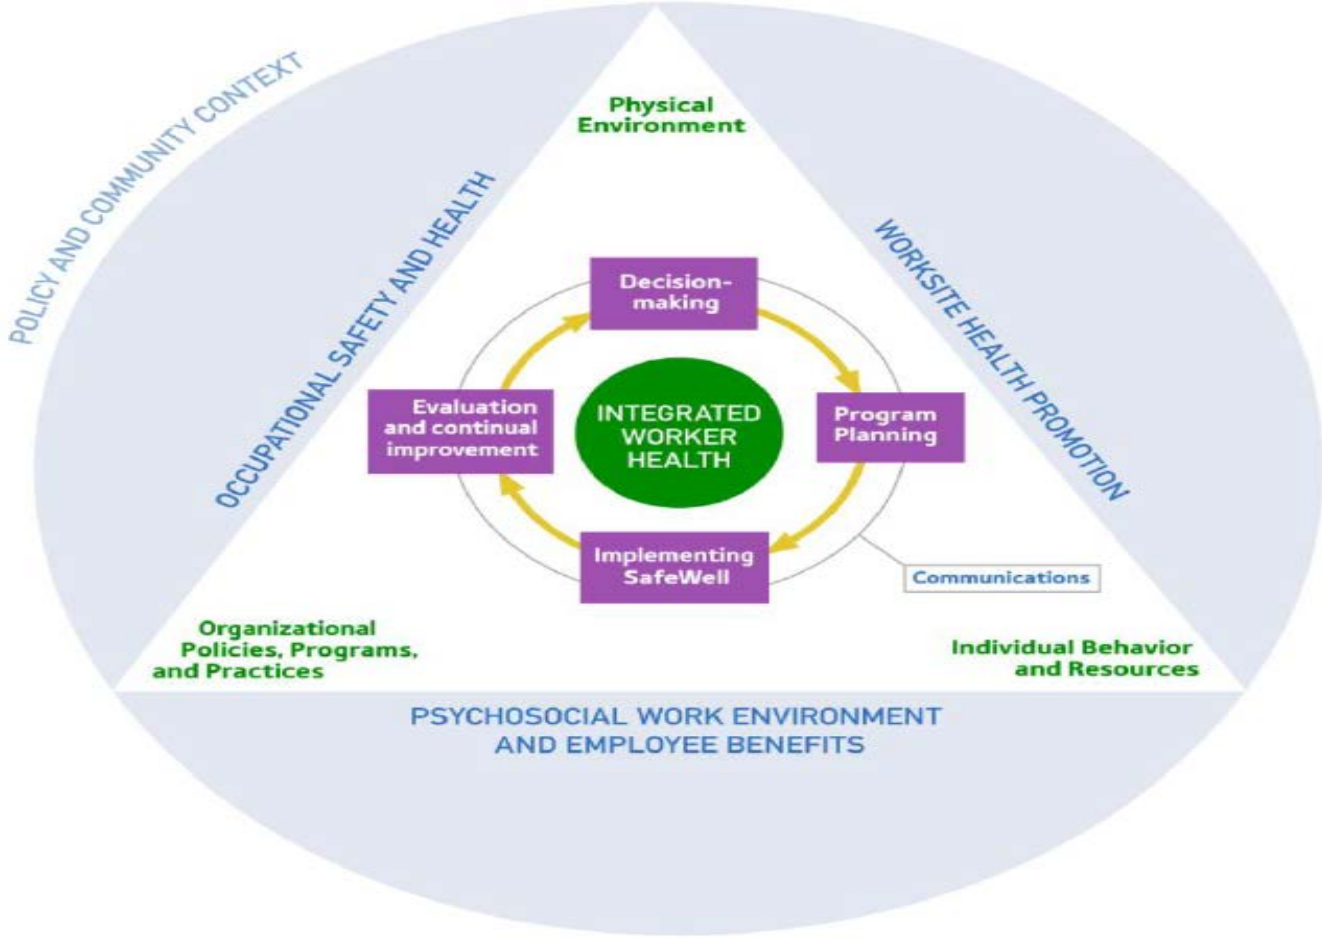 POLICY AND COMMUNITY CONTEXT
OCCUPATIONAL SAFETY AND HEALTH
WORKSITE HEALTH PROMOTION
Physical
Environment
Decision-
making
Evaluation
and continual
improvement
INTEGRATED
WORKER
HEALTH
Program
Planning
Implementing
SafeWell
Communications
Organizational
Policies, Programs,
and Practices
Individual Behavior
and Resources
PSYCHOSOCIAL WORK ENVIRONMENT
AND EMPLOYEE BENEFITS